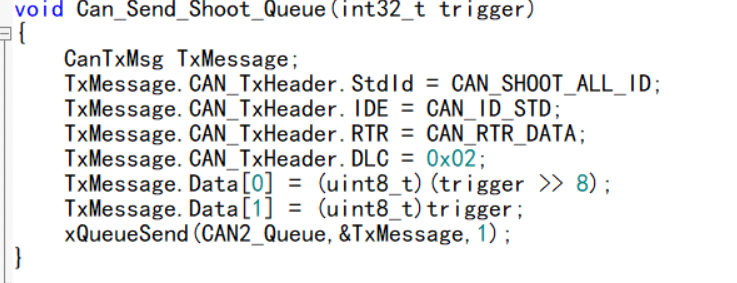 void Can_Send_Shoot_Queue(int32_t trigger)
{
CanTxMsg TxMessage;
TxMessage.CAN_TxHeader.StdId = CAN_SHOOT_ALL_ID;
TxMessage.CAN_TxHeader.IDE = CAN_ID_STD;
TxMessage.CAN_TxHeader.RTR = CAN_RTR_DATA;
TxMessage.CAN_TxHeader.DLC = 0x02;
TxMessage.Data[0] = (uint8_t)(trigger >> 8);
TxMessage.Data[1] = (uint8_t)trigger;
xQueueSend(CAN2_Queue,&TxMessage,1);
}